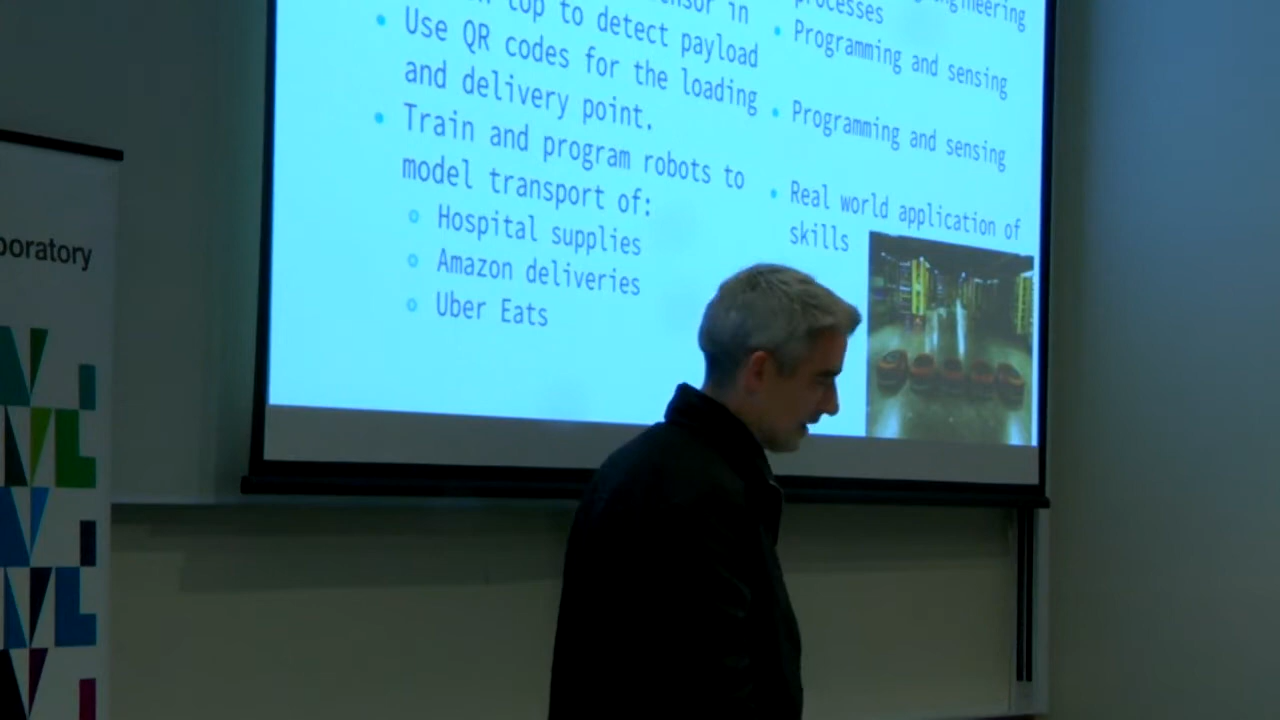 top to detect payload
Use QR codes for the loading
and delivery point.
Train and program robots to
model transport of:
Hospital supplies
Amazon deliveries
Uber Eats
processes
Programming and sensing
Programming and sensing
Real world application of
skills
boratory